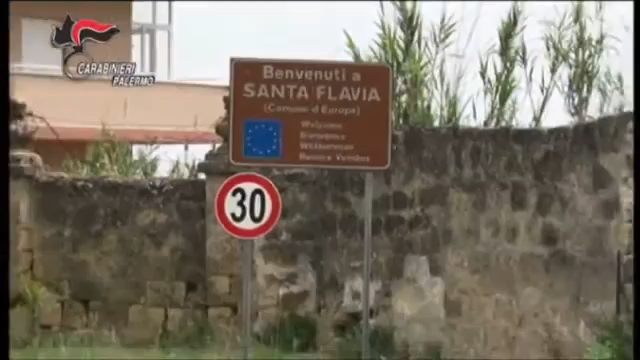 CARABINIERI
PALERMO
Benvenuti a
SANTA FLAVIA
(Comune d'Europa)
Welcome
Bienvenue
Willkommen
Buenos Venidos
30